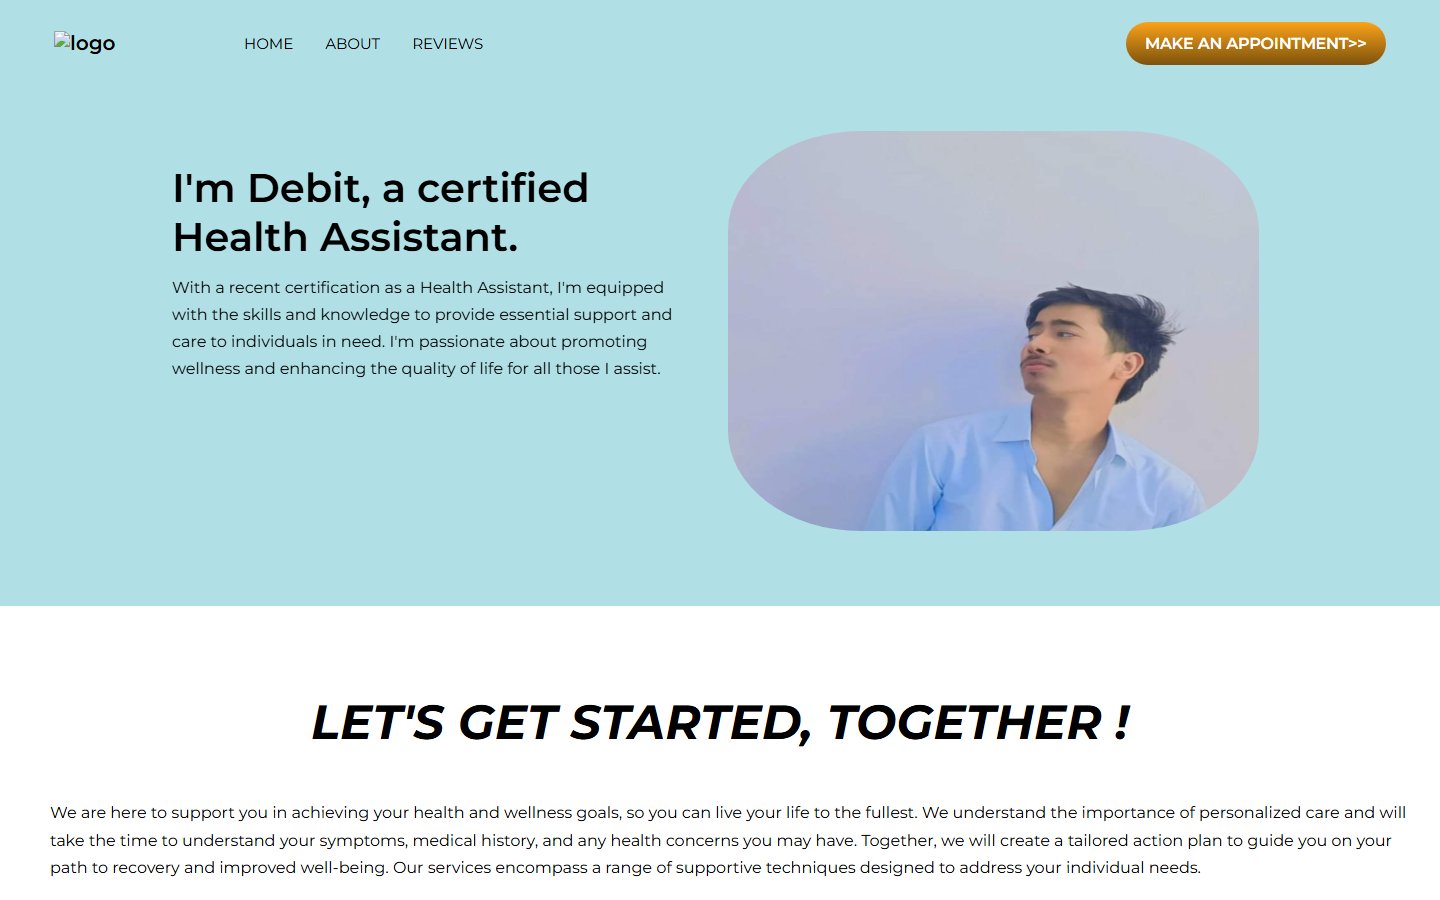 logo
HOME
ABOUT
REVIEWS
MAKE AN APPOINTMENT>>
I'm Debit, a certified
Health Assistant.
With a recent certification as a Health Assistant, I'm equipped
with the skills and knowledge to provide essential support and
care to individuals in need. I'm passionate about promoting
wellness and enhancing the quality of life for all those I assist.
LET'S GET STARTED, TOGETHER !
We are here to support you in achieving your health and wellness goals, so you can live your life to the fullest. We understand the importance of personalized care and will
take the time to understand your symptoms, medical history, and any health concerns you may have. Together, we will create a tailored action plan to guide you on your
path to recovery and improved well-being. Our services encompass a range of supportive techniques designed to address your individual needs.